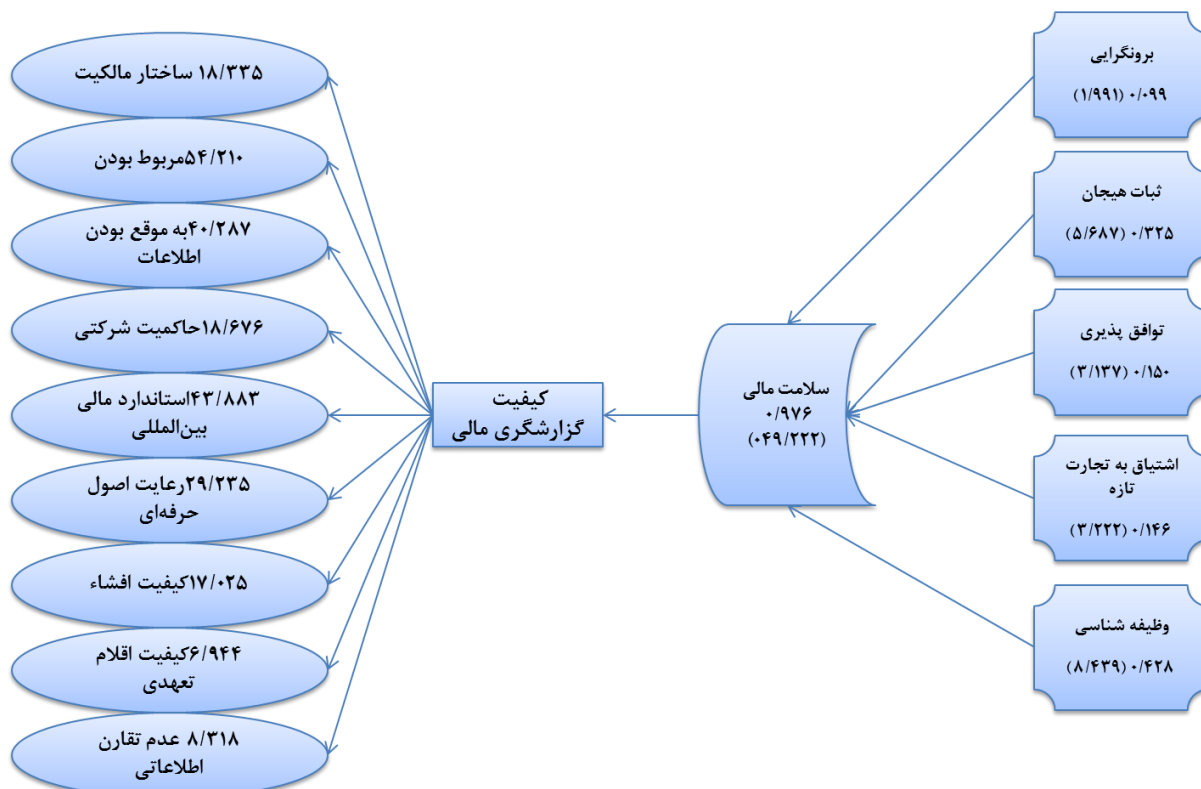 برونگرایی
۰/۰۹۹ (۱/۹۹۱)
ثبات هیجان
۰/۳۲۵ (۵/۶۸۷)
توافق پذیری
۰/۱۵۰ (۳/۱۳۷)
اشتیاق به تجارت
تازه
۰/۱۴۶ (۳/۲۲۲)
وظیفه شناسی
۰/۴۲۸ (۸/۴۳۹)
سلامت مالی
۰/۹۷۶
(۰۴۹/۲۲۲)
کیفیت
گزارشگری مالی
۱۸/۳۳۵ ساختار مالکیت
۵۴/۲۱۰مربوط بودن
۴۰/۲۸۷به موقع بودن
اطلاعات
۱۸/۶۷۶حاکمیت شرکتی
۴۳/۸۸۳استاندارد مالی
بین‌المللی
۲۹/۲۳۵رعایت اصول
حرفه‌ای
۱۷/۰۲۵کیفیت افشاء
۶/۹۴۴کیفیت اقلام
تعهدی
۸/۳۱۸ عدم تقارن
اطلاعاتی